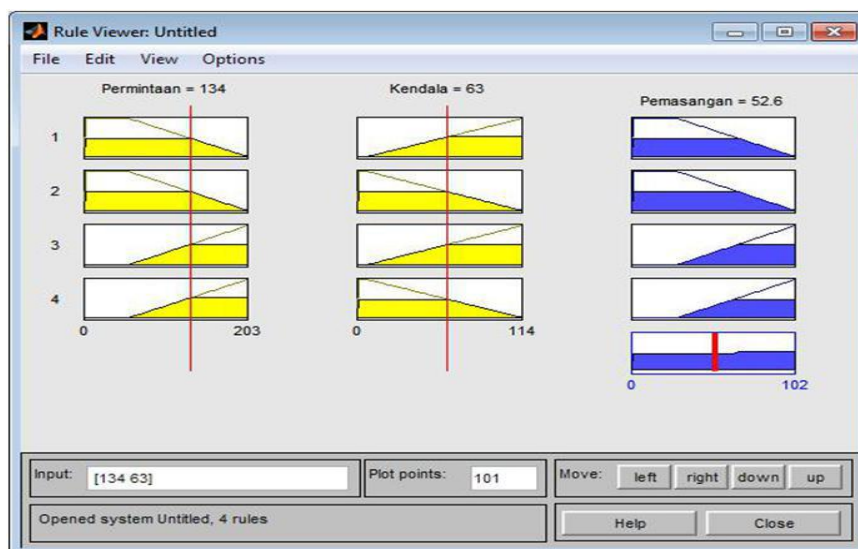 Rule Viewer: Untitled
File Edit View Options
Permintaan = 134
Kendala = 63
Pemasangan = 52.6
1
2
3
4
0 203
0 114
0 102
Input: [134 63]
Plot points: 101
Move: left right down up
Opened system Untitled, 4 rules
Help Close